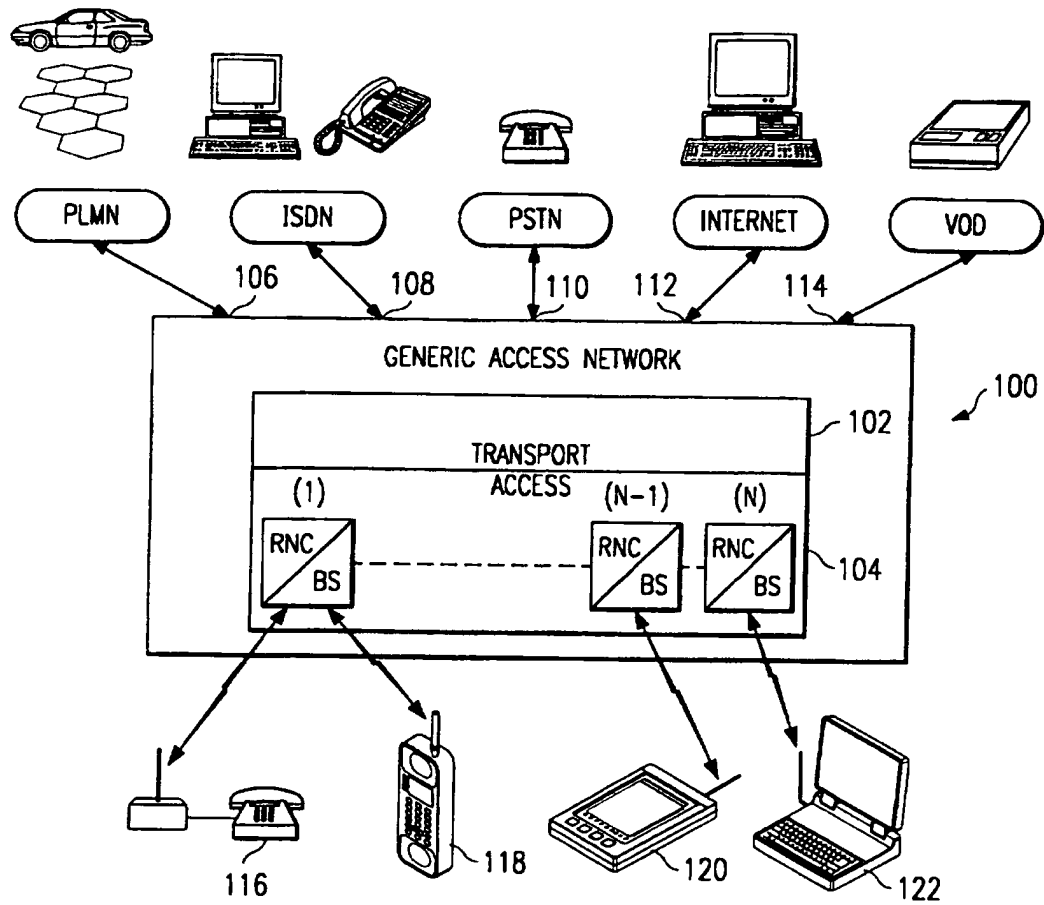 PLMN
ISDN
PSTN
INTERNET
VOD
106
108
110
112
114
GENERIC ACCESS NETWORK
100
102
TRANSPORT
ACCESS
(1)
(N-1)
(N)
RNC
BS
RNC
BS
RNC
BS
104
116
118
120
122